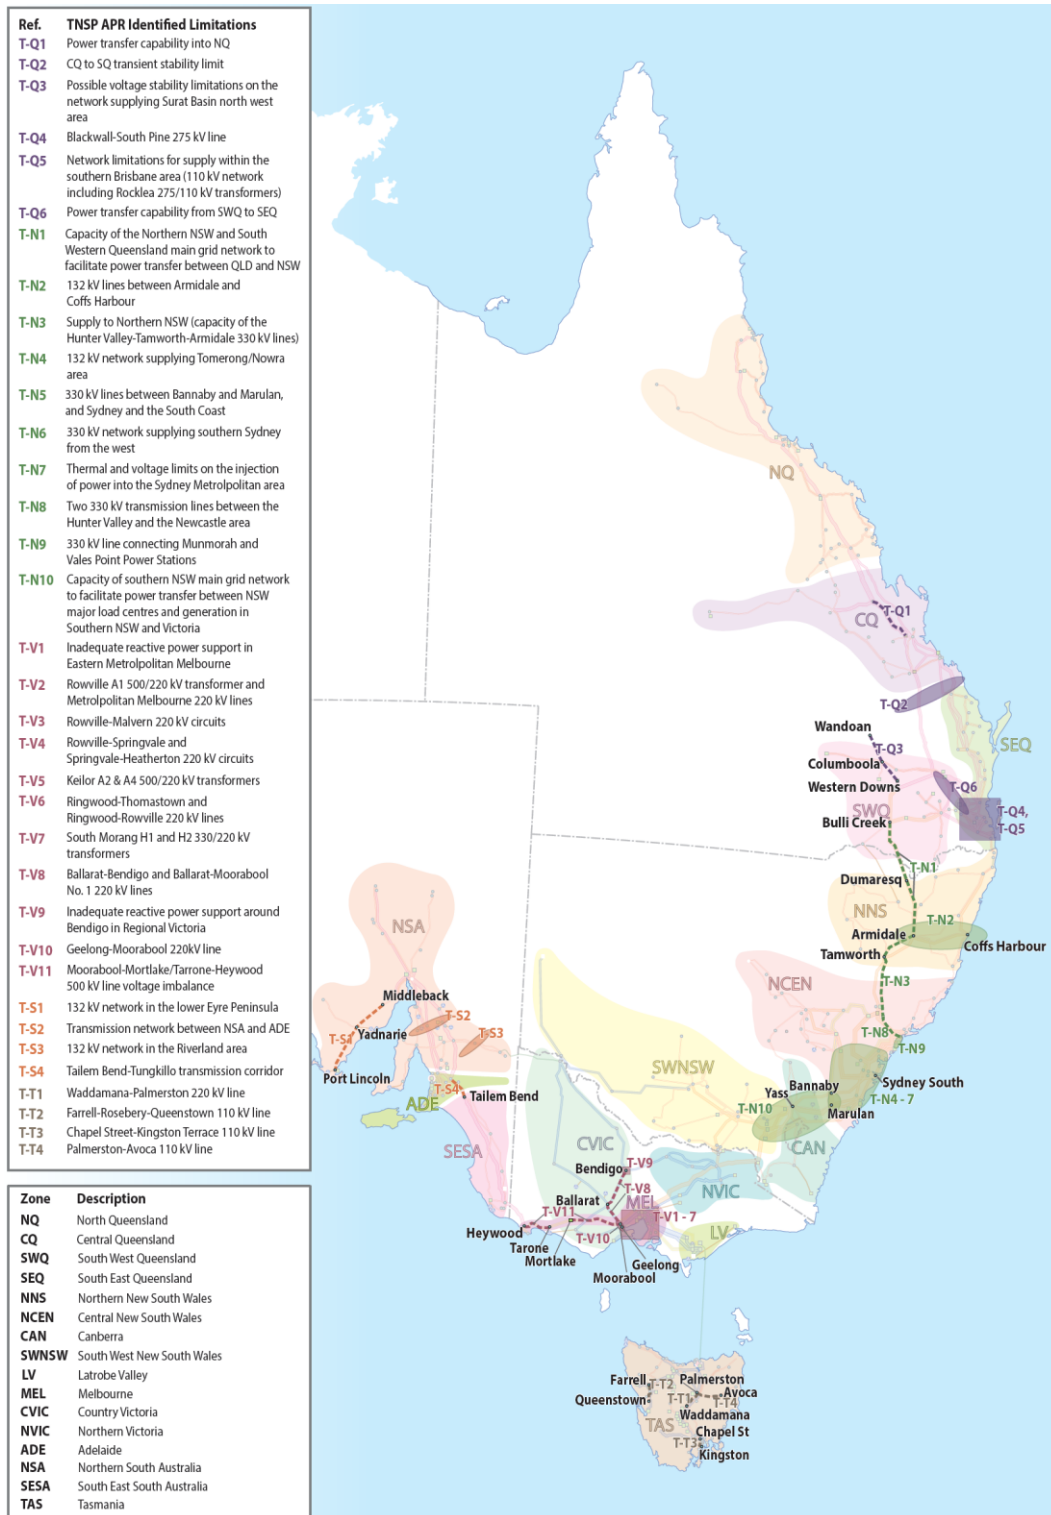 Ref. TNSP APR Identified Limitations
T-Q1 Power transfer capability into NQ
T-Q2 CQ to SQ transient stability limit
T-Q3 Possible voltage stability limitations on the
network supplying Surat Basin north west
area
T-Q4 Blackwall-South Pine 275 kV line
T-Q5 Network limitations for supply within the
southern Brisbane area (110 kV network
including Rocklea 275/110 kV transformers)
T-Q6 Power transfer capability from SWQ to SEQ
T-N1 Capacity of the Northern NSW and South
Western Queensland main grid network to
facilitate power transfer between QLD and NSW
T-N2 132 kV lines between Armidale and
Coffs Harbour
T-N3 Supply to Northern NSW (capacity of the
Hunter Valley-Tamworth-Armidale 330 kV lines)
T-N4 132 kV network supplying Tomerong/Nowra
area
T-N5 330 kV lines between Bannaby and Marulan,
and Sydney and the South Coast
T-N6 330 kV network supplying southern Sydney
from the west
T-N7 Thermal and voltage limits on the injection
of power into the Sydney Metrolpolitan area
T-N8 Two 330 kV transmission lines between the
Hunter Valley and the Newcastle area
T-N9 330 kV line connecting Munmorah and
Vales Point Power Stations
T-N10 Capacity of southern NSW main grid network
to facilitate power transfer between NSW
major load centres and generation in
Southern NSW and Victoria
T-V1 Inadequate reactive power support in
Eastern Metrolpolitan Melbourne
T-V2 Rowville A1 500/220 kV transformer and
Metrolpolitan Melbourne 220 kV lines
T-V3 Rowville-Malvern 220 kV circuits
T-V4 Rowville-Springvale and
Springvale-Heatherton 220 kV circuits
T-V5 Keilor A2 & A4 500/220 kV transformers
T-V6 Ringwood-Thomastown and
Ringwood-Rowville 220 kV lines
T-V7 South Morang H1 and H2 330/220 kV
transformers
T-V8 Ballarat-Bendigo and Ballarat-Moorabool
No. 1 220 kV lines
T-V9 Inadequate reactive power support around
Bendigo in Regional Victoria
T-V10 Geelong-Moorabool 220kV line
T-V11 Moorabool-Mortlake/Tarrone-Heywood
500 kV line voltage imbalance
T-S1 132 kV network in the lower Eyre Peninsula
T-S2 Transmission network between NSA and ADE
T-S3 132 kV network in the Riverland area
T-S4 Tailem Bend-Tungkillo transmission corridor
T-T1 Waddamana-Palmerston 220 kV line
T-T2 Farrell-Rosebery-Queenstown 110 kV line
T-T3 Chapel Street-Kingston Terrace 110 kV line
T-T4 Palmerston-Avoca 110 kV line
Zone Description
NQ North Queensland
CQ Central Queensland
SWQ South West Queensland
SEQ South East Queensland
NNS Northern New South Wales
NCEN Central New South Wales
CAN Canberra
SWNSW South West New South Wales
LV Latrobe Valley
MEL Melbourne
CVIC Country Victoria
NVIC Northern Victoria
ADE Adelaide
NSA Northern South Australia
SESA South East South Australia
TAS Tasmania
NQ
CQ
T-Q1
T-Q2
Wandoan
T-Q3
SEQ
Columboola
Western Downs
T-Q6
SWQ
Bulli Creek
T-Q4,
T-Q5
T-N1
Dumaresq
NNS
T-N2
Armidale
Coffs Harbour
Tamworth
NSA
NCEN
T-N3
Middleback
T-S2
T-S1
Yadnarie
T-S3
T-N8
T-N9
Port Lincoln
SWNSW
Bannaby
Sydney South
T-S4
Tailem Bend
Yass
T-N4 - 7
ADE
T-N10
Marulan
SESA
CVIC
CAN
Bendigo
T-V9
T-V8
NVIC
Ballarat
MEL
T-V11
T-V1 - 7
Heywood
T-V10
LV
Tarone
Mortlake
Geelong
Moorabool
Farrell
T-T2
Palmerston
Queenstown
T-T1
Avoca
T-T4
Waddamana
TAS
Chapel St
T-T3
Kingston